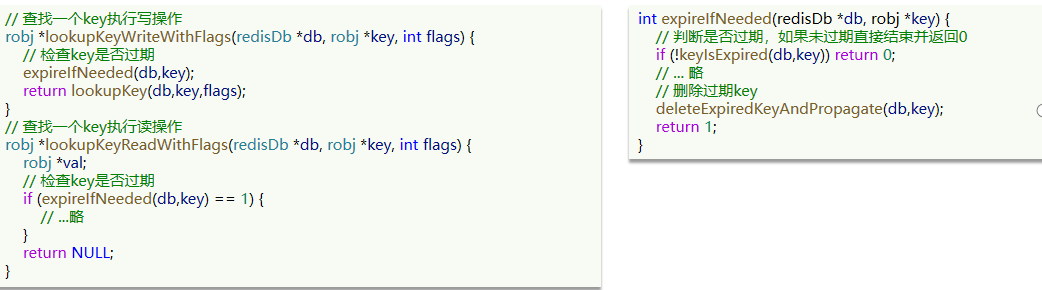 // 查找一个key执行写操作
robj *lookupKeyWriteWithFlags(redisDb *db, robj *key, int flags) {
    // 检查key是否过期
    expireIfNeeded(db,key);
    return lookupKey(db,key,flags);
}
// 查找一个key执行读操作
robj *lookupKeyReadWithFlags(redisDb *db, robj *key, int flags) {
    robj *val;
    // 检查key是否过期
    if (expireIfNeeded(db,key) == 1) {
        // ...略
    }
    return NULL;
}
int expireIfNeeded(redisDb *db, robj *key) {
    // 判断是否过期，如果未过期直接结束并返回0
    if (!keyIsExpired(db,key)) return 0;
    // ... 略
    // 删除过期key
    deleteExpiredKeyAndPropagate(db,key);
    return 1;
}